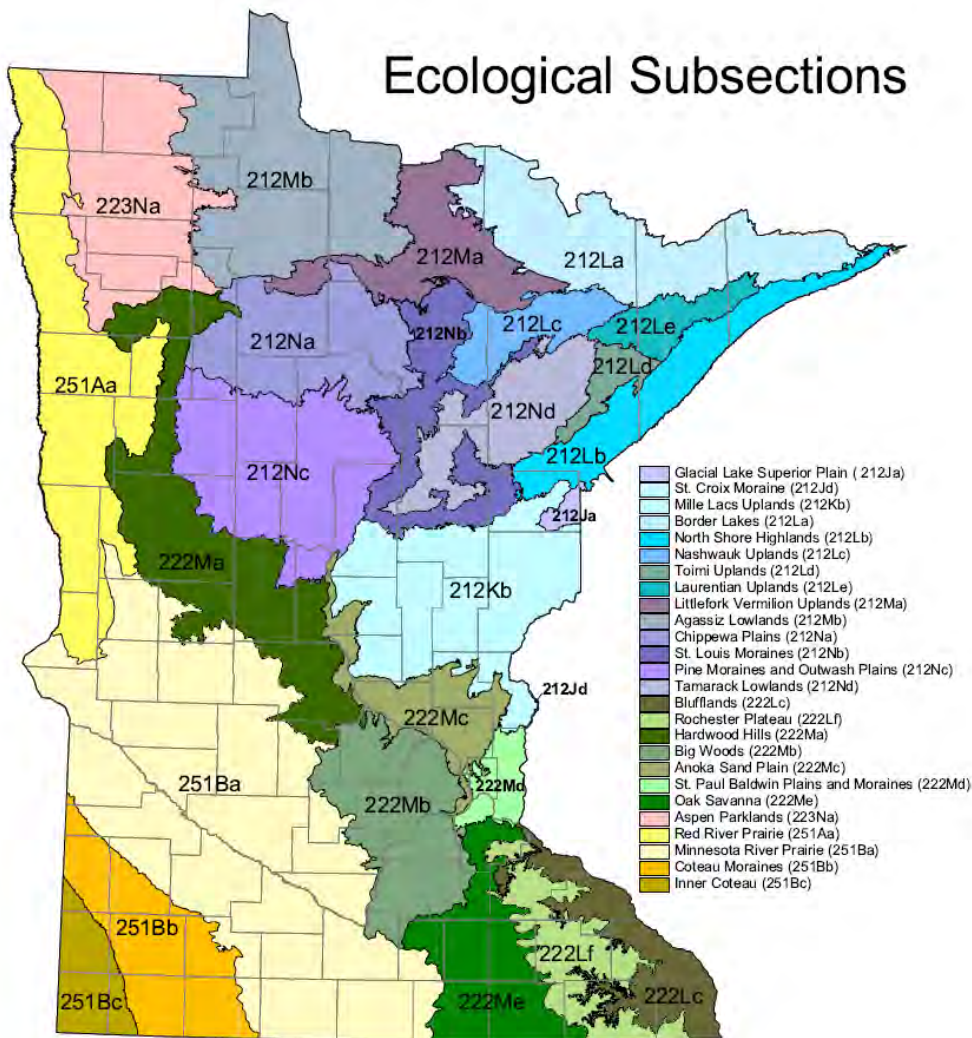 Ecological Subsections
212Mb
223Na
212Ma
212La
212Nb
212Lc
212Le
212Na
212Ld
251Aa
212Nd
212Nc
212Lb
212Ja
222Ma
212Kb
212Jd
222Mc
251Ba
222Md
222Mb
251Bb
222Lf
222Lc
251Bc
222Me
Glacial Lake Superior Plain ( 212Ja)
St. Croix Moraine (212Jd)
Mille Lacs Uplands (212Kb)
Border Lakes (212La)
North Shore Highlands (212Lb)
Nashwauk Uplands (212Lc)
Toimi Uplands (212Ld)
Laurentian Uplands (212Le)
Littlefork Vermilion Uplands (212Ma)
Agassiz Lowlands (212Mb)
Chippewa Plains (212Na)
St. Louis Moraines (212Nb)
Pine Moraines and Outwash Plains (212Nc)
Tamarack Lowlands (212Nd)
Blufflands (222Lc)
Rochester Plateau (222Lf)
Hardwood Hills (222Ma)
Big Woods (222Mb)
Anoka Sand Plain (222Mc)
St. Paul Baldwin Plains and Moraines (222Md)
Oak Savanna (222Me)
Aspen Parklands (223Na)
Red River Prairie (251Aa)
Minnesota River Prairie (251Ba)
Coteau Moraines (251Bb)
Inner Coteau (251Bc)